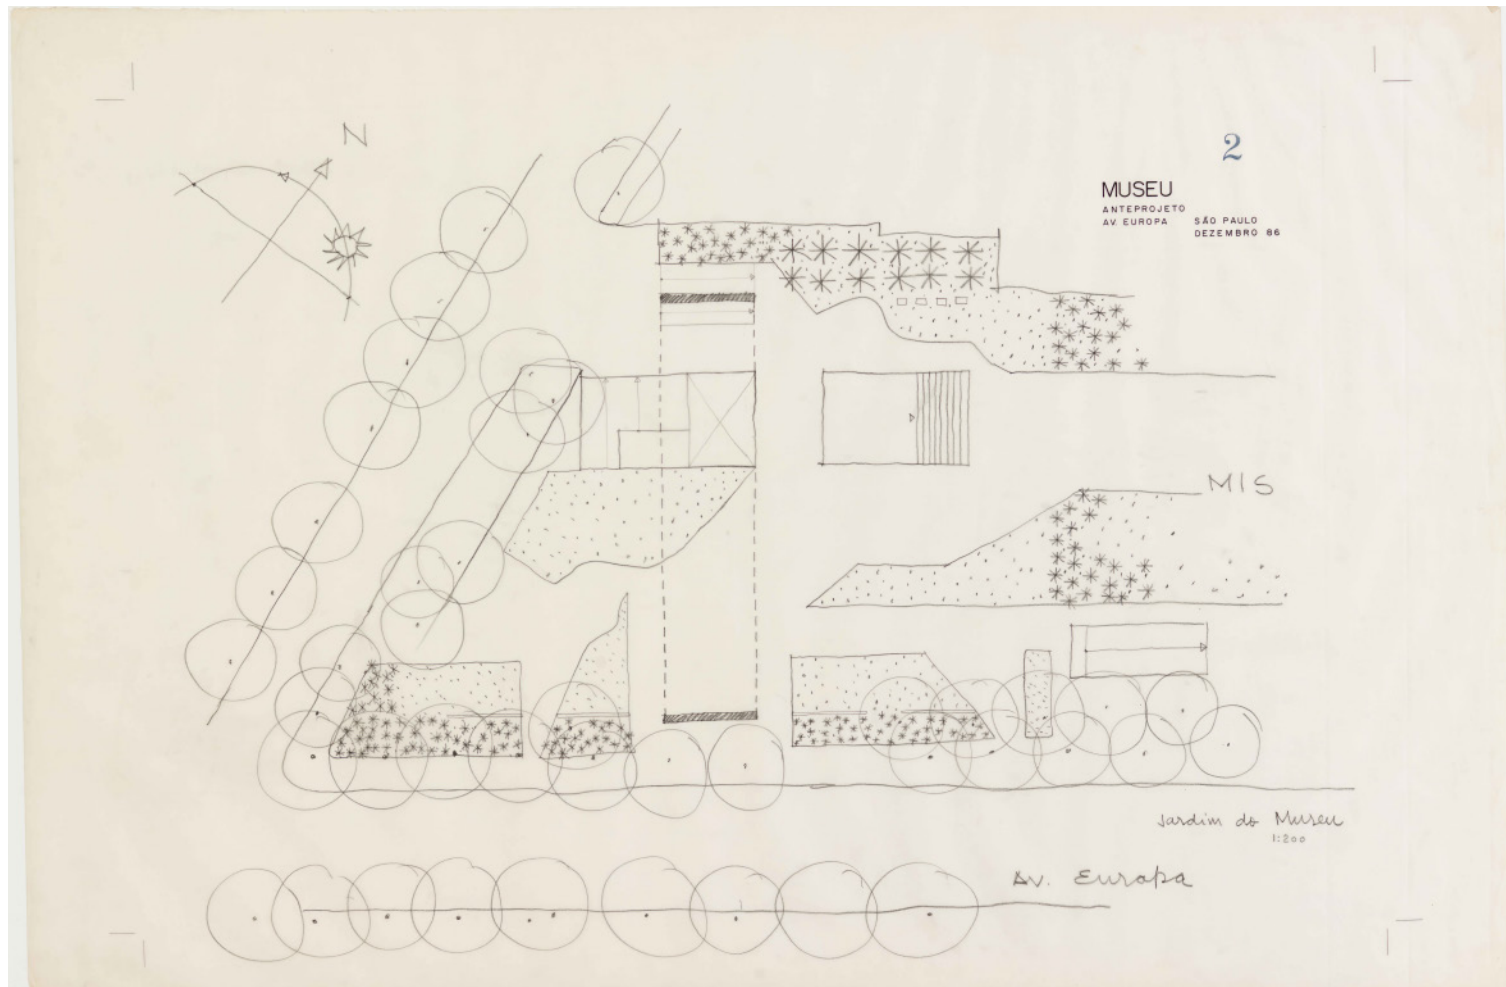 N
2
MUSEU
ANTEPROJETO
AV. EUROPA SÃO PAULO
DEZEMBRO 86
MIS
Jardim do Museu
1:200
Av. Europa